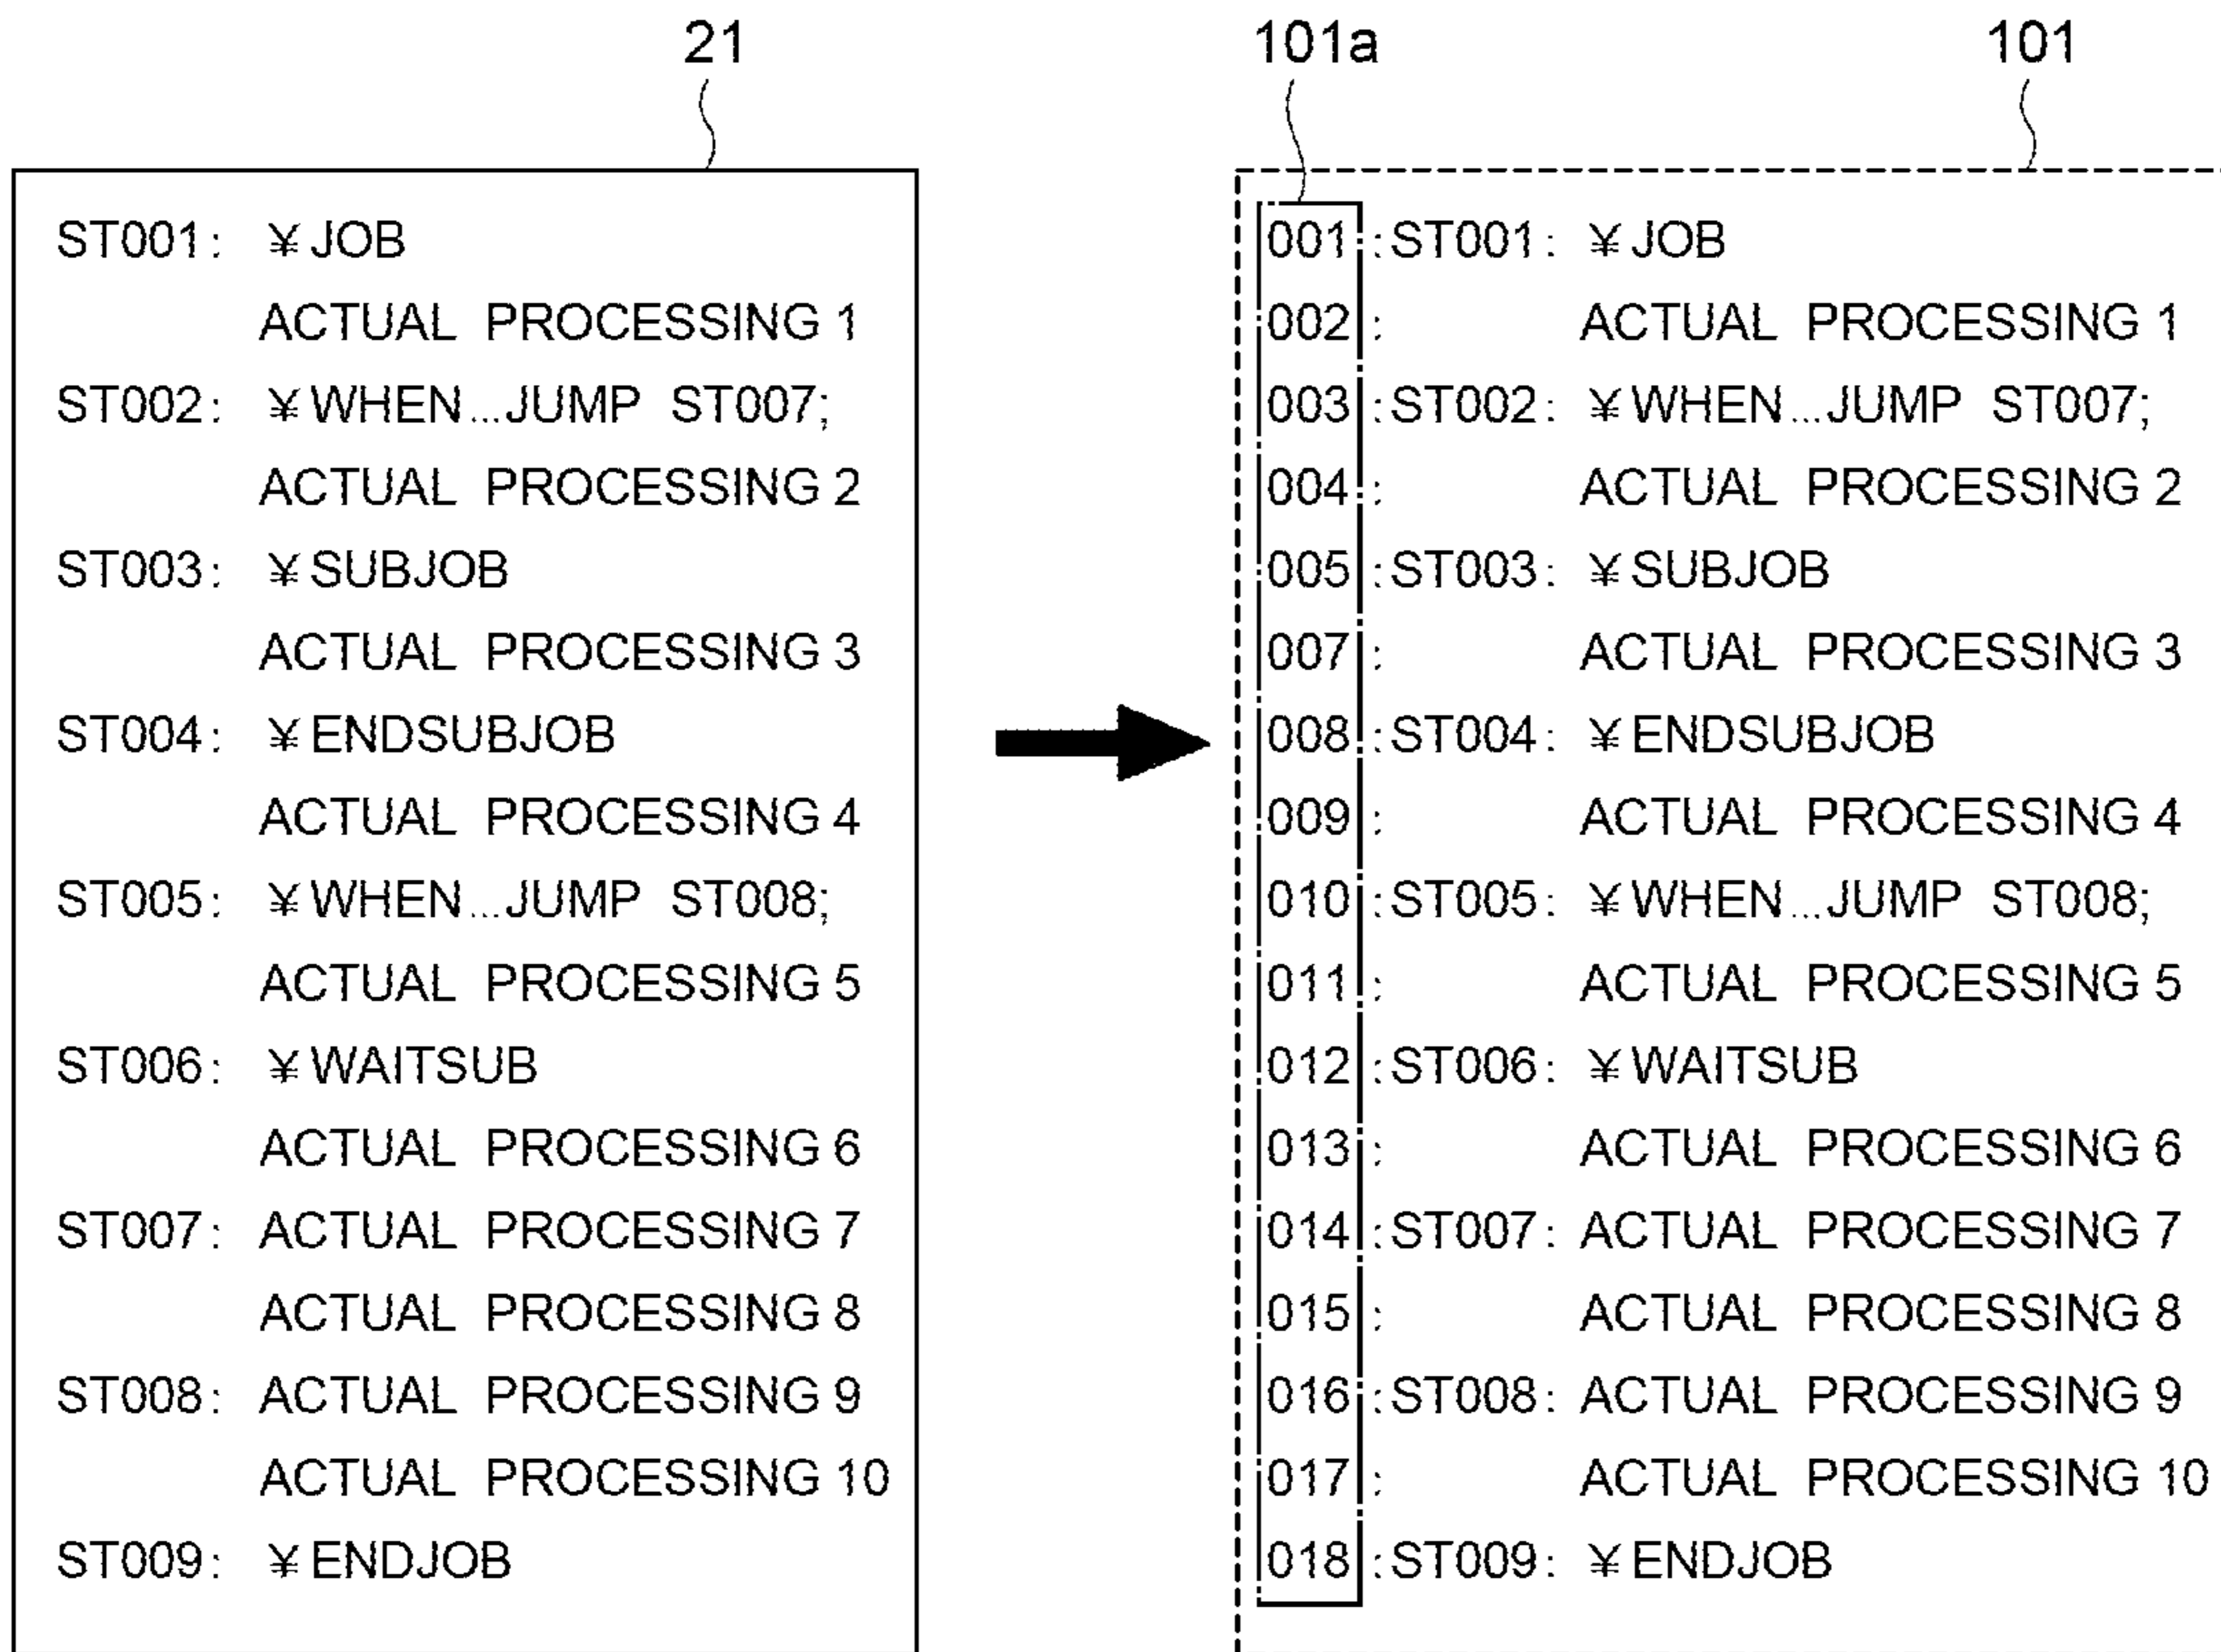 21
ST001: ¥JOB
ACTUAL PROCESSING 1
ST002: ¥WHEN...JUMP ST007;
ACTUAL PROCESSING 2
ST003: ¥SUBJOB
ACTUAL PROCESSING 3
ST004: ¥ENDSUBJOB
ACTUAL PROCESSING 4
ST005: ¥WHEN...JUMP ST008;
ACTUAL PROCESSING 5
ST006: ¥WAITSUB
ACTUAL PROCESSING 6
ST007: ACTUAL PROCESSING 7
ACTUAL PROCESSING 8
ST008: ACTUAL PROCESSING 9
ACTUAL PROCESSING 10
ST009: ¥ENDJOB
101a
101
001:ST001: ¥JOB
002: ACTUAL PROCESSING 1
003:ST002: ¥WHEN...JUMP ST007;
004: ACTUAL PROCESSING 2
005:ST003: ¥SUBJOB
007: ACTUAL PROCESSING 3
008:ST004: ¥ENDSUBJOB
009: ACTUAL PROCESSING 4
010:ST005: ¥WHEN...JUMP ST008;
011: ACTUAL PROCESSING 5
012:ST006: ¥WAITSUB
013: ACTUAL PROCESSING 6
014:ST007: ACTUAL PROCESSING 7
015: ACTUAL PROCESSING 8
016:ST008: ACTUAL PROCESSING 9
017: ACTUAL PROCESSING 10
018:ST009: ¥ENDJOB